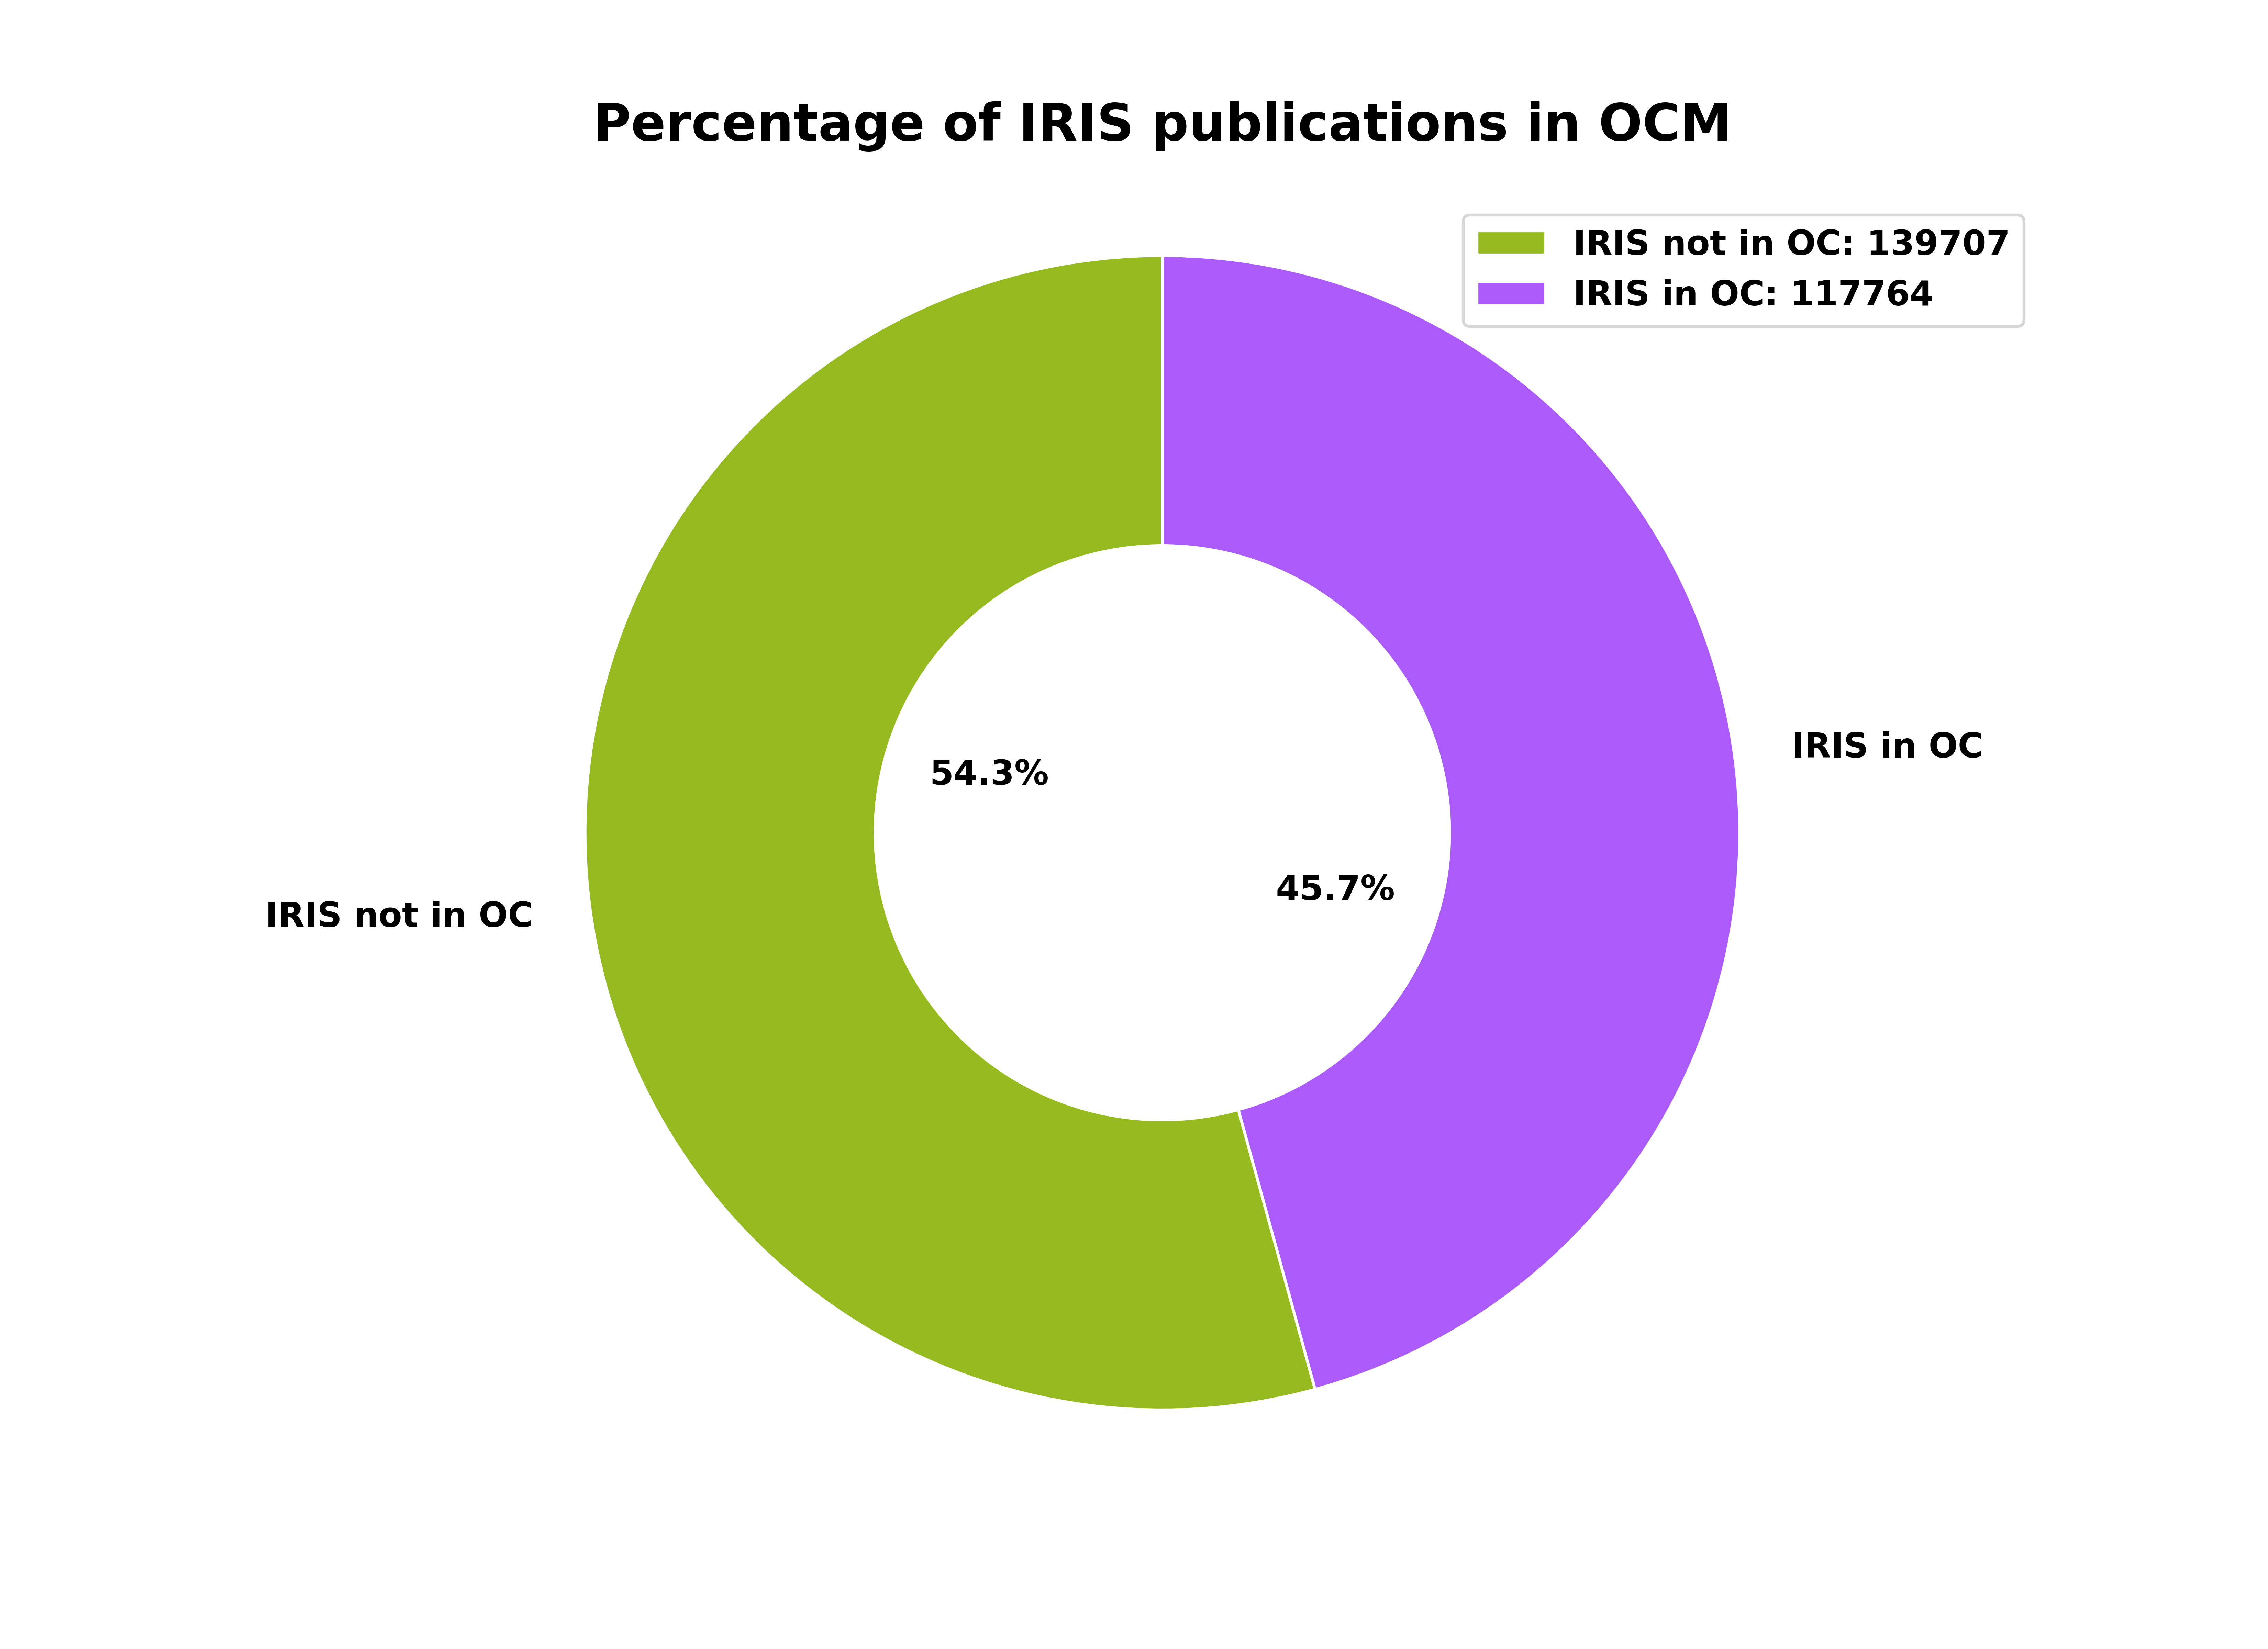 Percentage of IRIS publications in OCM
IRIS not in OC: 139707
IRIS in OC: 117764
IRIS in OC
54.3%
45.7%
IRIS not in OC